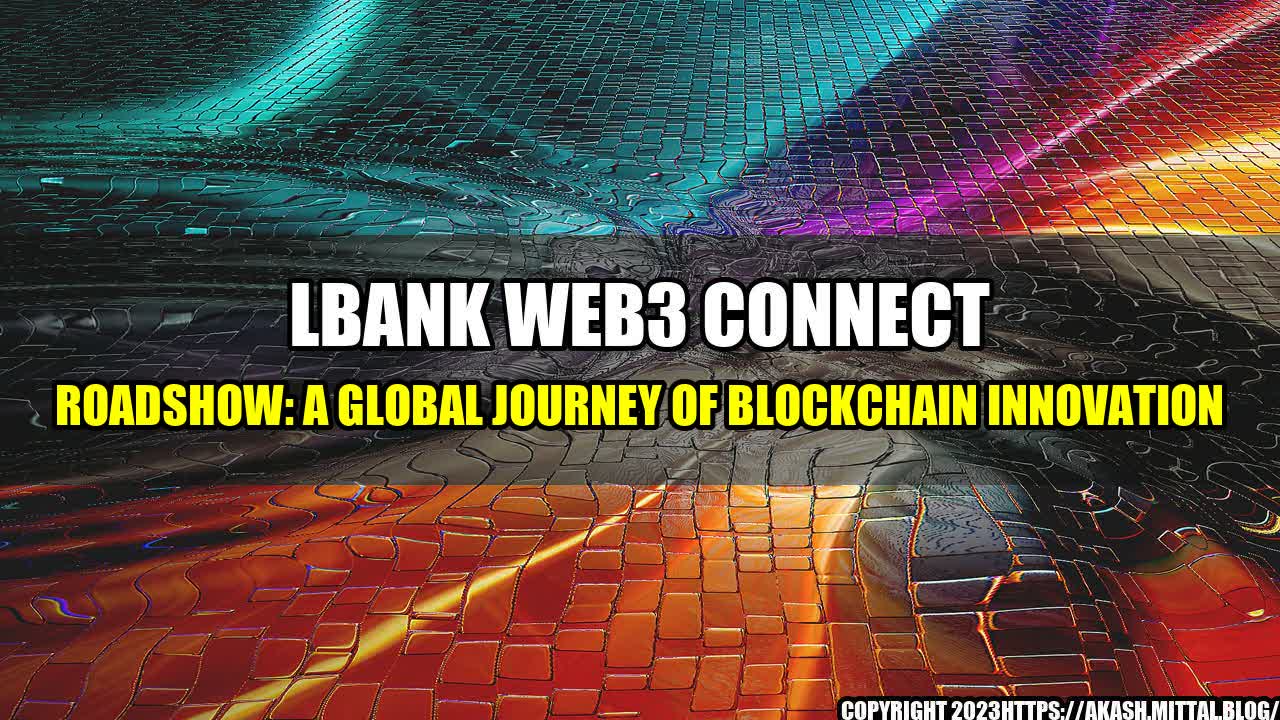 LBANK WEB3 CONNECT
ROADSHOW: A GLOBAL JOURNEY OF BLOCKCHAIN INNOVATION
COPYRIGHT 2023HTTPS://AKASH.MITTAL.BLOG/